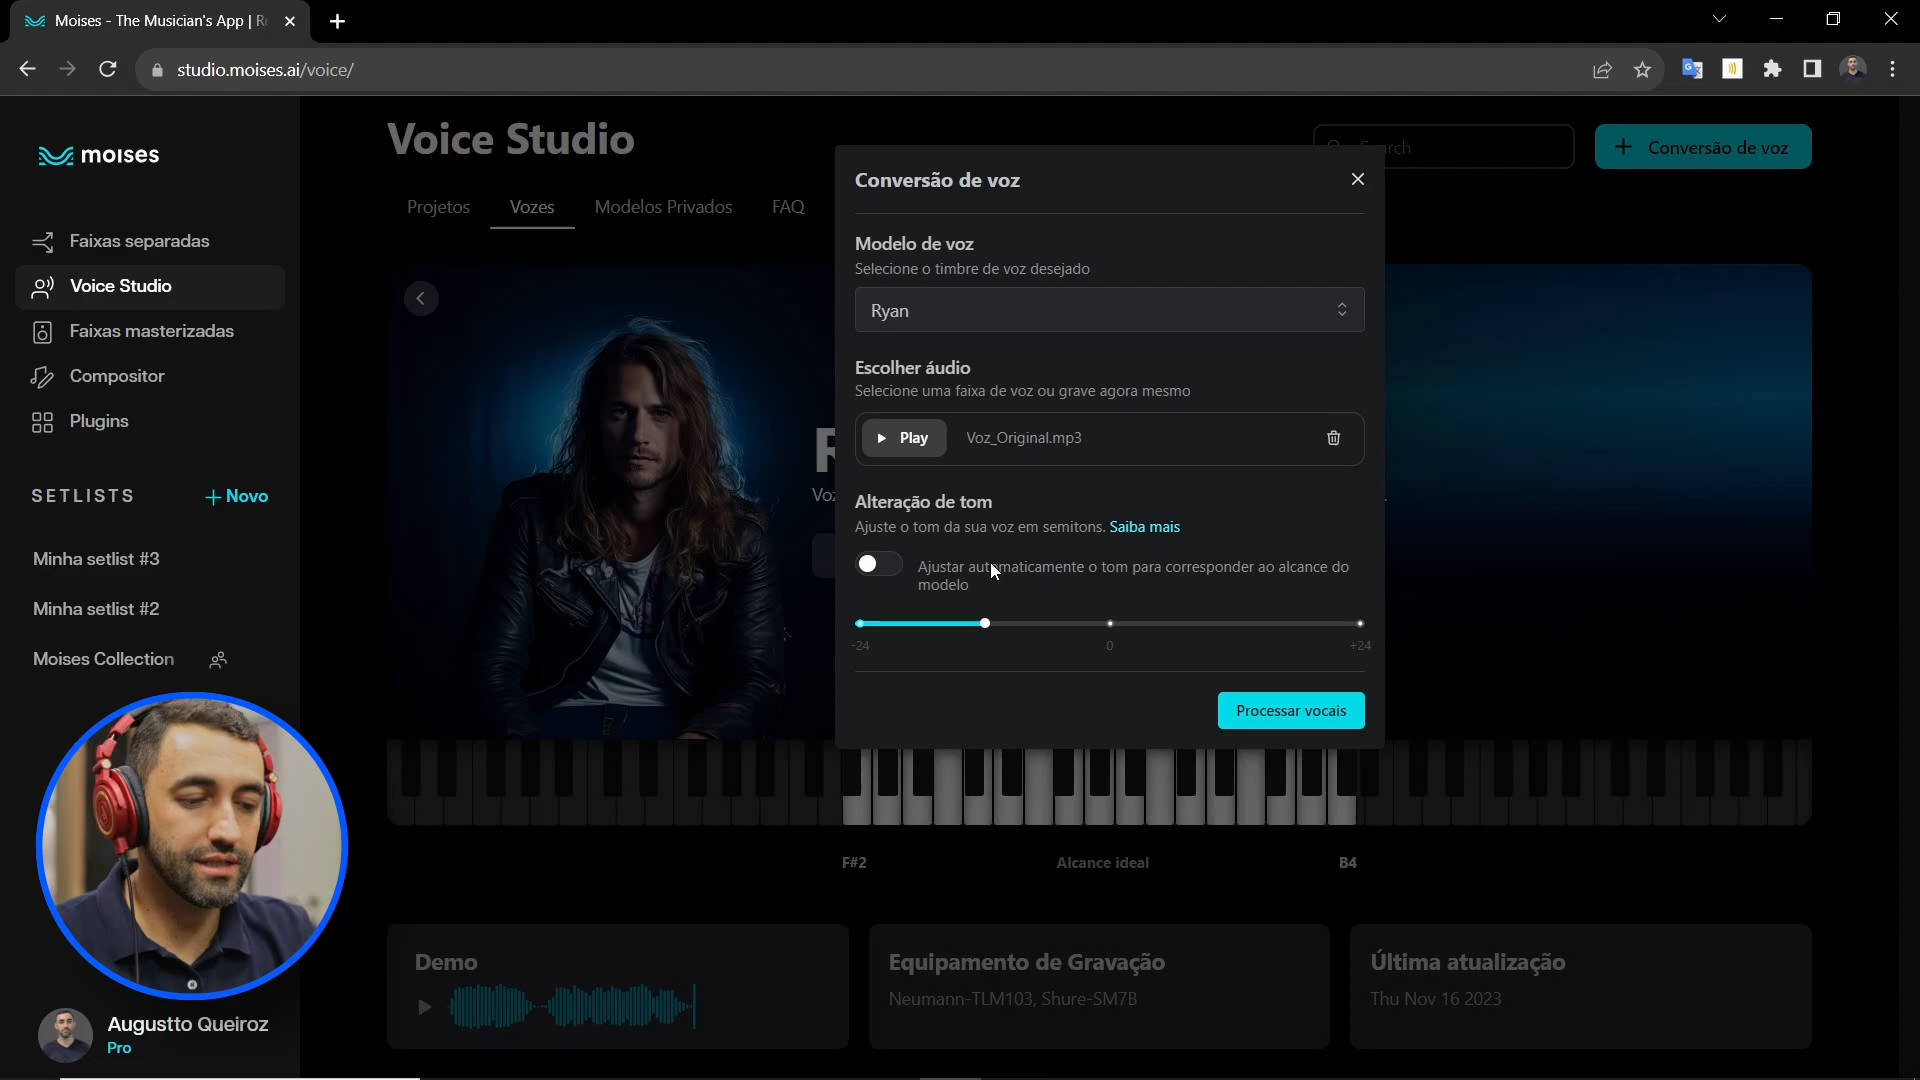 Moises - The Musician's App | Re
studio.moises.ai/voice/
moises
Faixas separadas
Voice Studio
Faixas masterizadas
Compositor
Plugins
SETLISTS
+ Novo
Minha setlist #3
Minha setlist #2
Moises Collection
Augustto Queiroz
Pro
Voice Studio
Search
+ Conversão de voz
Projetos
Vozes
Modelos Privados
FAQ
Conversão de voz
Modelo de voz
Selecione o timbre de voz desejado
Ryan
Escolher áudio
Selecione uma faixa de voz ou grave agora mesmo
Play
Voz_Original.mp3
Alteração de tom
Ajuste o tom da sua voz em semitons. Saiba mais
Ajustar automaticamente o tom para corresponder ao alcance do
modelo
-24
0
+24
Processar vocais
F#2
Alcance ideal
B4
Demo
Equipamento de Gravação
Neumann-TLM103, Shure-SM7B
Última atualização
Thu Nov 16 2023